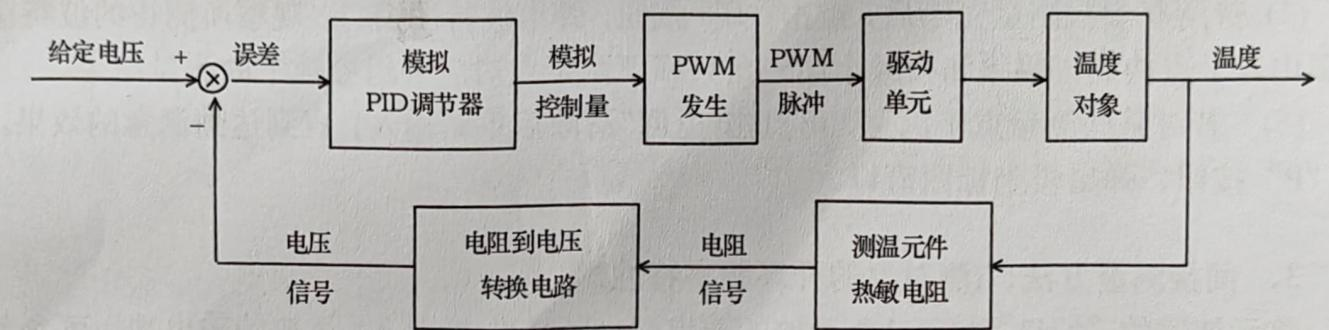 给定电压
+
误差
模拟
PID调节器
模拟
控制量
PWM
发生
PWM
脉冲
驱动
单元
温度
对象
温度
−
电压
信号
电阻到电压
转换电路
电阻
信号
测温元件
热敏电阻